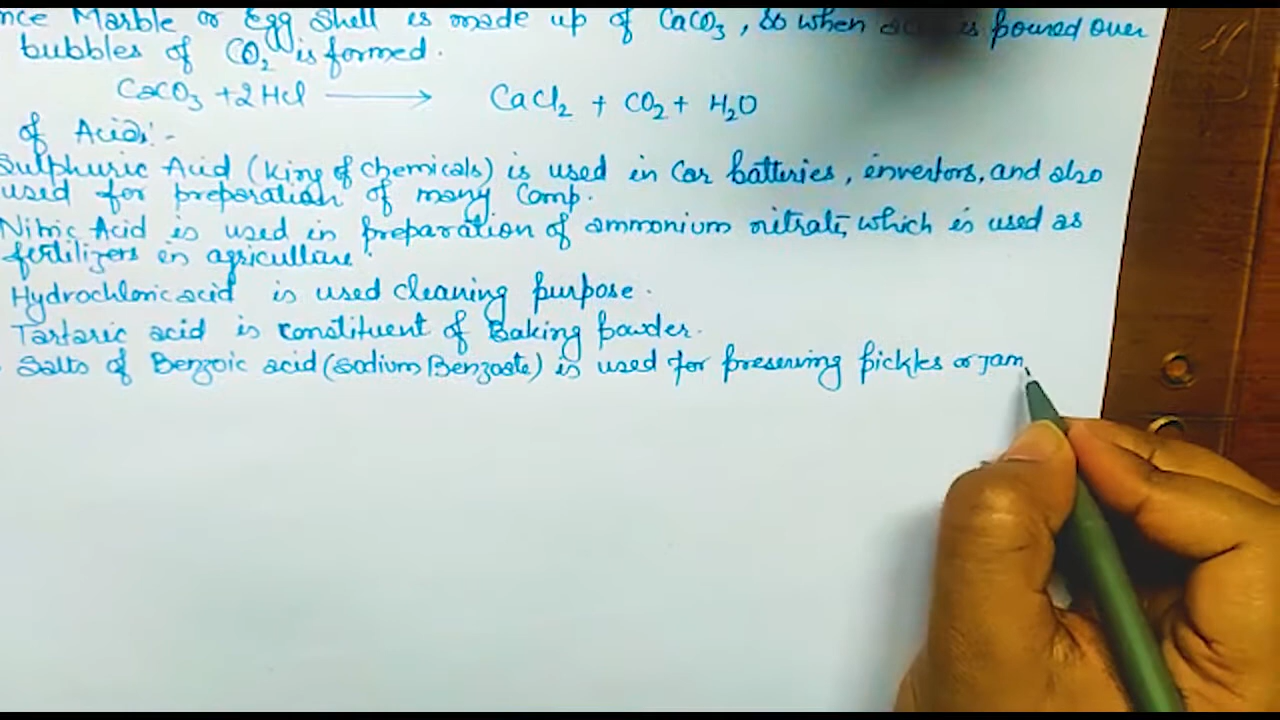 nce Marble or Egg shell is made up of CaCO₃, so when is poured over
bubbles of CO₂ is formed.
CaCO₃ + 2HCl ⟶ CaCl₂ + CO₂ + H₂O
of Acids:-
Sulphuric Acid (King of chemicals) is used in Car batteries, invertors, and also
used for preparation of many Comp.
Nitric Acid is used in preparation of ammonium nitrate, which is used as
fertilizers in agriculture.
Hydrochloric acid is used cleaning purpose.
Tartaric acid is constituent of Baking powder.
Salts of Benzoic acid (Sodium Benzoate) is used for preserving pickles or Jam,